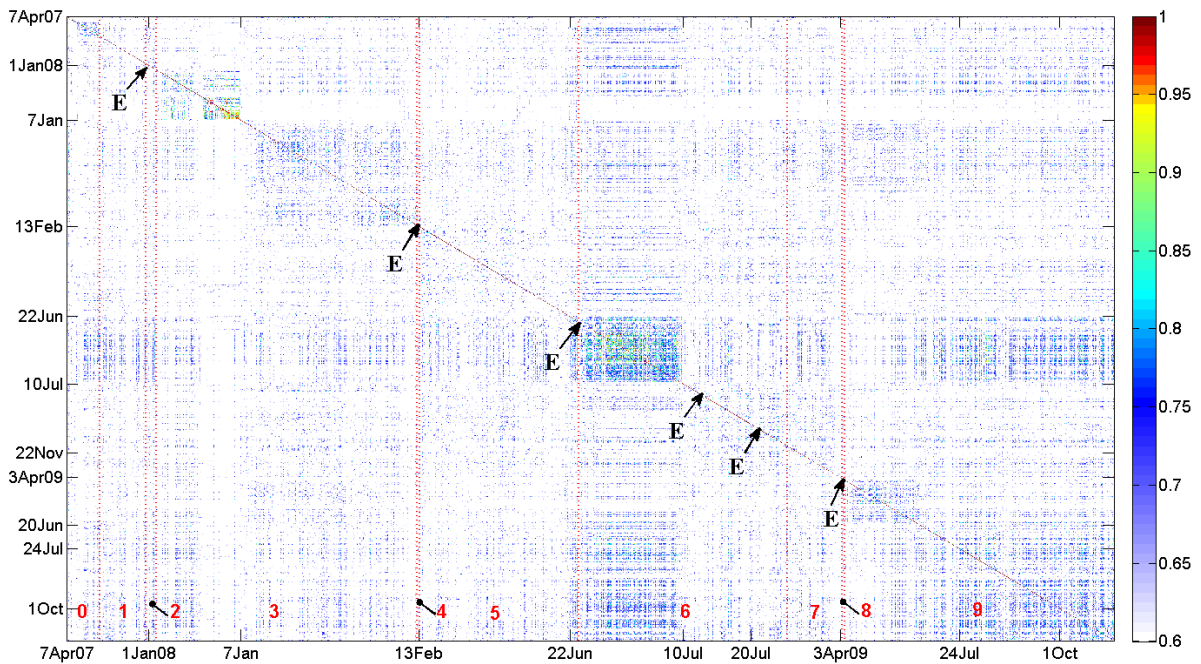 7Apr07
1Jan08
7Jan
13Feb
22Jun
10Jul
22Nov
3Apr09
20Jun
24Jul
1Oct
E
E
E
E
E
E
0 1 2 3 4 5 6 7 8 9
7Apr07 1Jan08 7Jan 13Feb 22Jun 10Jul 20Jul 3Apr09 24Jul 1Oct
1
0.95
0.9
0.85
0.8
0.75
0.7
0.65
0.6